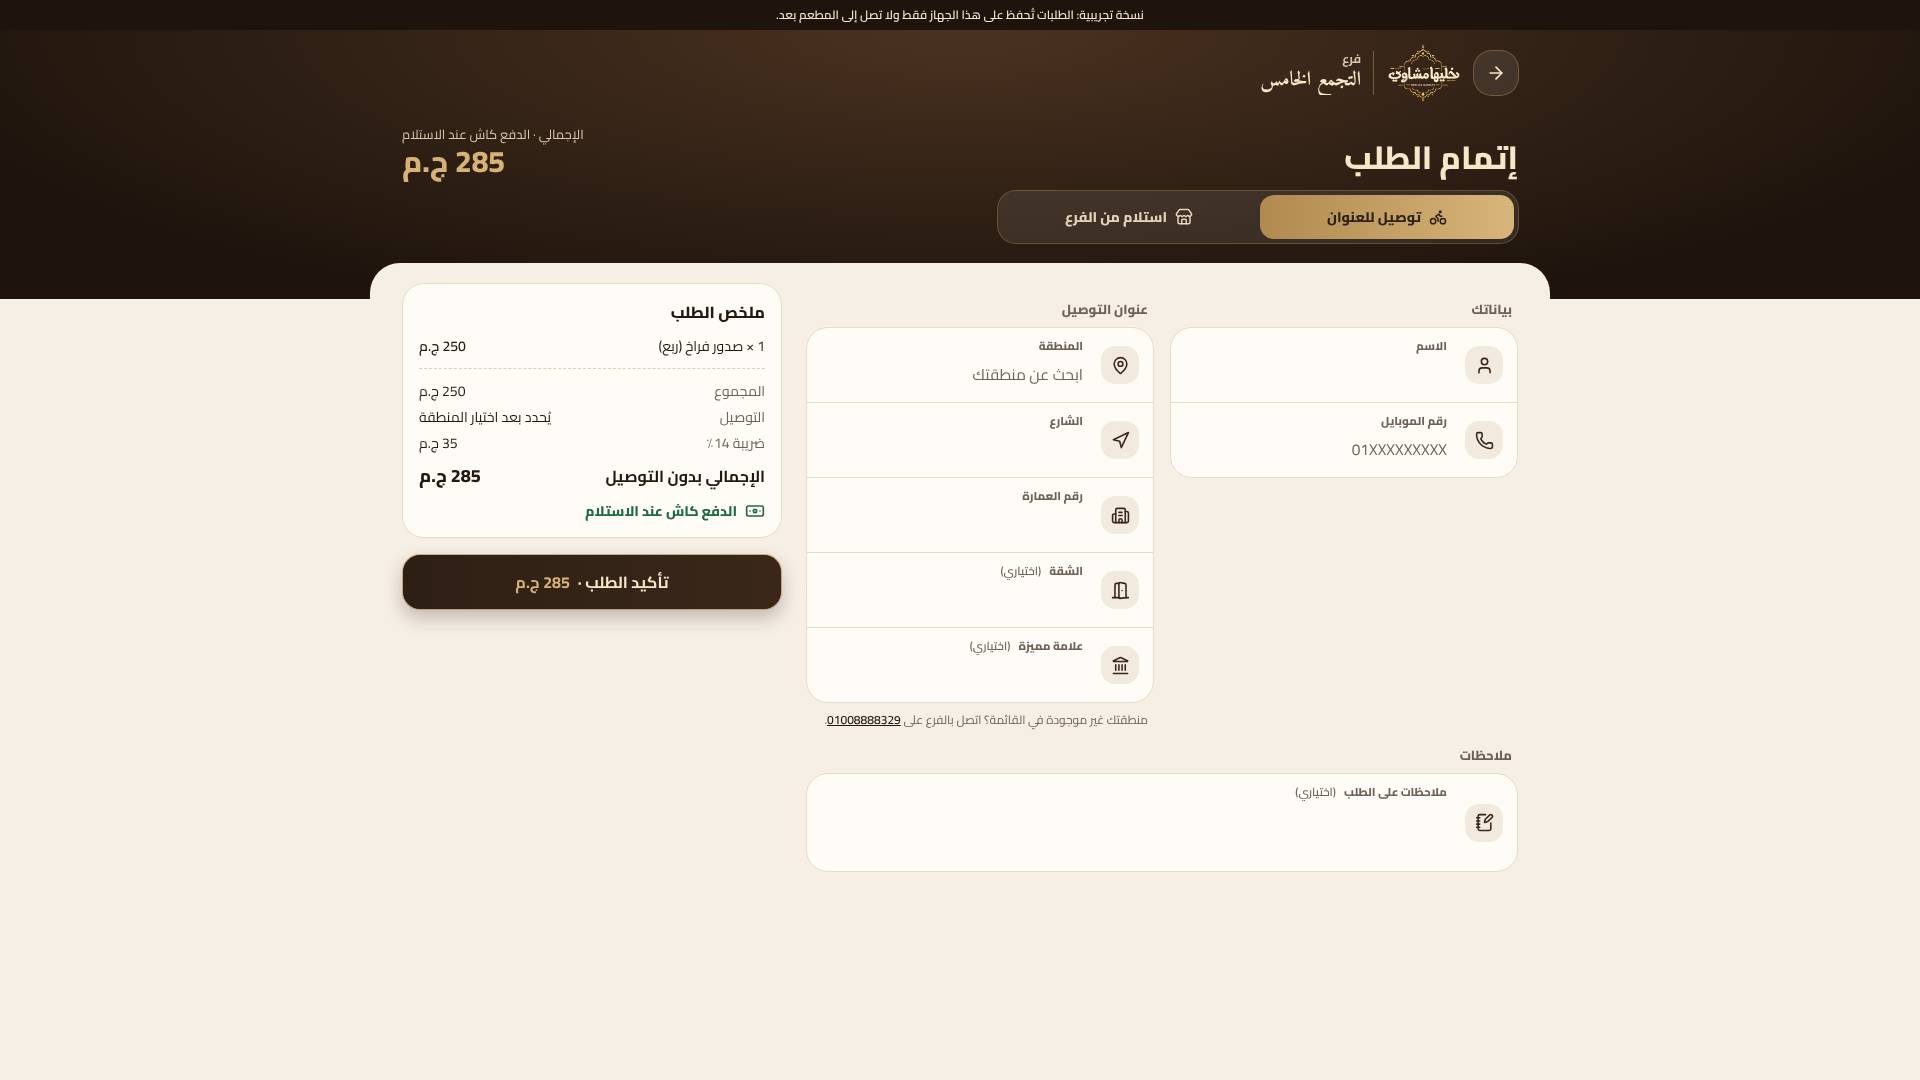 نسخة تجريبية: الطلبات تُحفظ على هذا الجهاز فقط ولا تصل إلى المطعم بعد.
خليها مشاوي
فرع
التجمع الخامس
إتمام الطلب
الإجمالي · الدفع كاش عند الاستلام
285 ج.م
توصيل للعنوان
استلام من الفرع
بياناتك
الاسم
رقم الموبايل
01XXXXXXXXX
عنوان التوصيل
المنطقة
ابحث عن منطقتك
الشارع
رقم العمارة
الشقة (اختياري)
علامة مميزة (اختياري)
منطقتك غير موجودة في القائمة؟ اتصل بالفرع على 01008888329.
ملاحظات
ملاحظات على الطلب (اختياري)
ملخص الطلب
1 × صدور فراخ (ربع) 250 ج.م
المجموع 250 ج.م
التوصيل يُحدد بعد اختيار المنطقة
ضريبة 14٪ 35 ج.م
الإجمالي بدون التوصيل 285 ج.م
الدفع كاش عند الاستلام
تأكيد الطلب · 285 ج.م